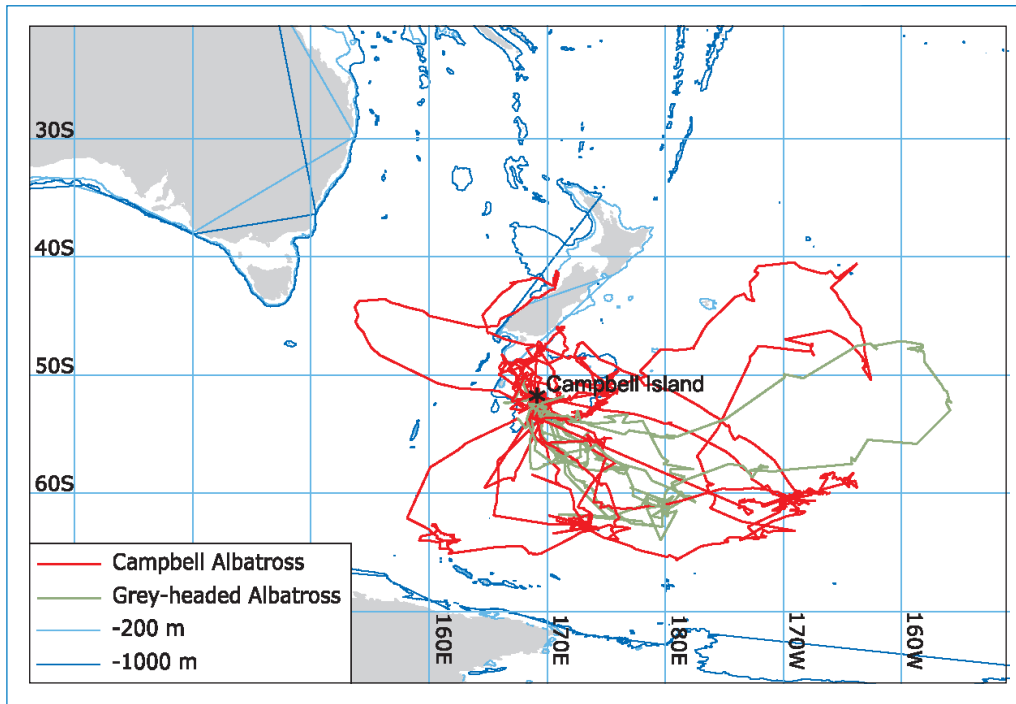 30S
40S
50S
Campbell Island
60S
Campbell Albatross
Grey-headed Albatross
-200 m
-1000 m
160E
170E
180E
170W
160W